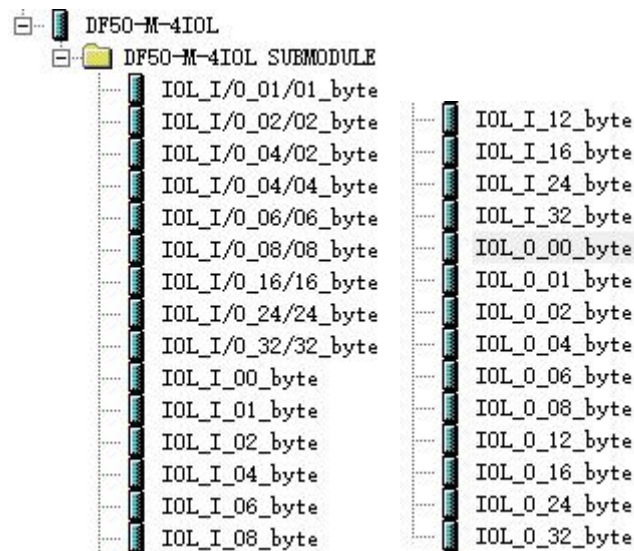 DF50-M-4IOL
DF50-M-4IOL SUBMODULE
IOL_I/O_01/01_byte
IOL_I/O_02/02_byte
IOL_I/O_04/02_byte
IOL_I/O_04/04_byte
IOL_I/O_06/06_byte
IOL_I/O_08/08_byte
IOL_I/O_16/16_byte
IOL_I/O_24/24_byte
IOL_I/O_32/32_byte
IOL_I_00_byte
IOL_I_01_byte
IOL_I_02_byte
IOL_I_04_byte
IOL_I_06_byte
IOL_I_08_byte
IOL_I_12_byte
IOL_I_16_byte
IOL_I_24_byte
IOL_I_32_byte
IOL_O_00_byte
IOL_O_01_byte
IOL_O_02_byte
IOL_O_04_byte
IOL_O_06_byte
IOL_O_08_byte
IOL_O_12_byte
IOL_O_16_byte
IOL_O_24_byte
IOL_O_32_byte